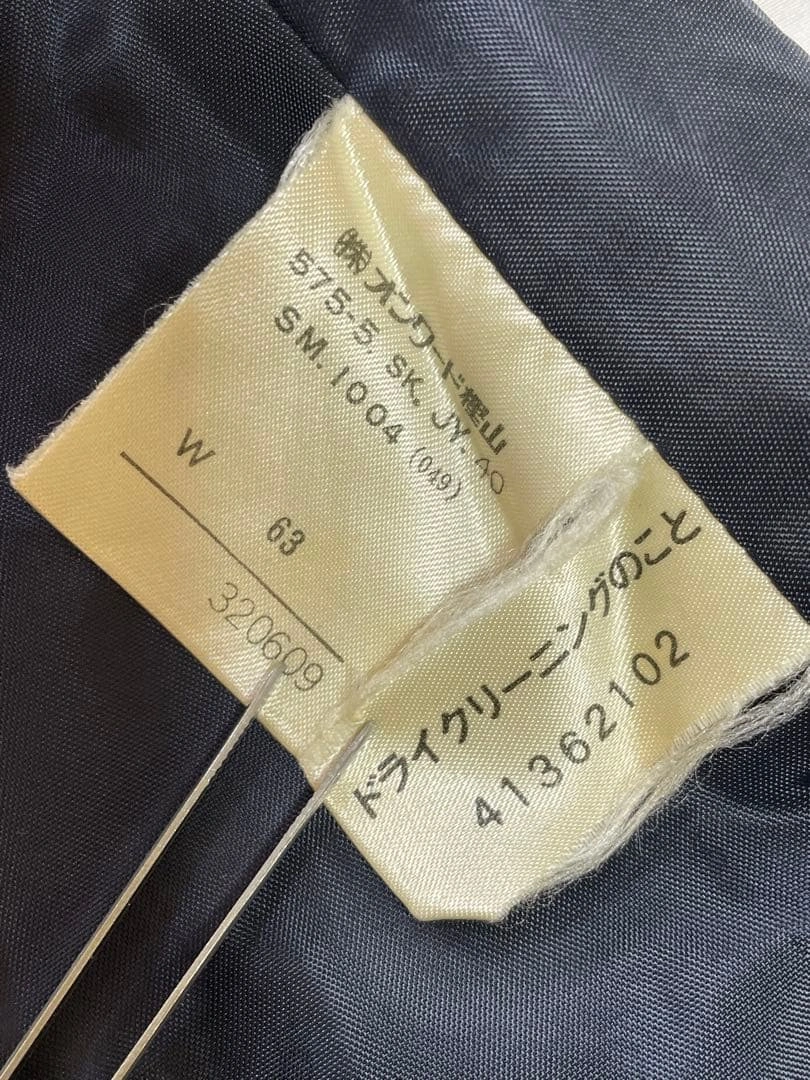 ㈱オンワード樫山
575-5. SK. JY. 40
SM. 1004 (049)
W 63
320609
ドライクリーニングのこと
41362102